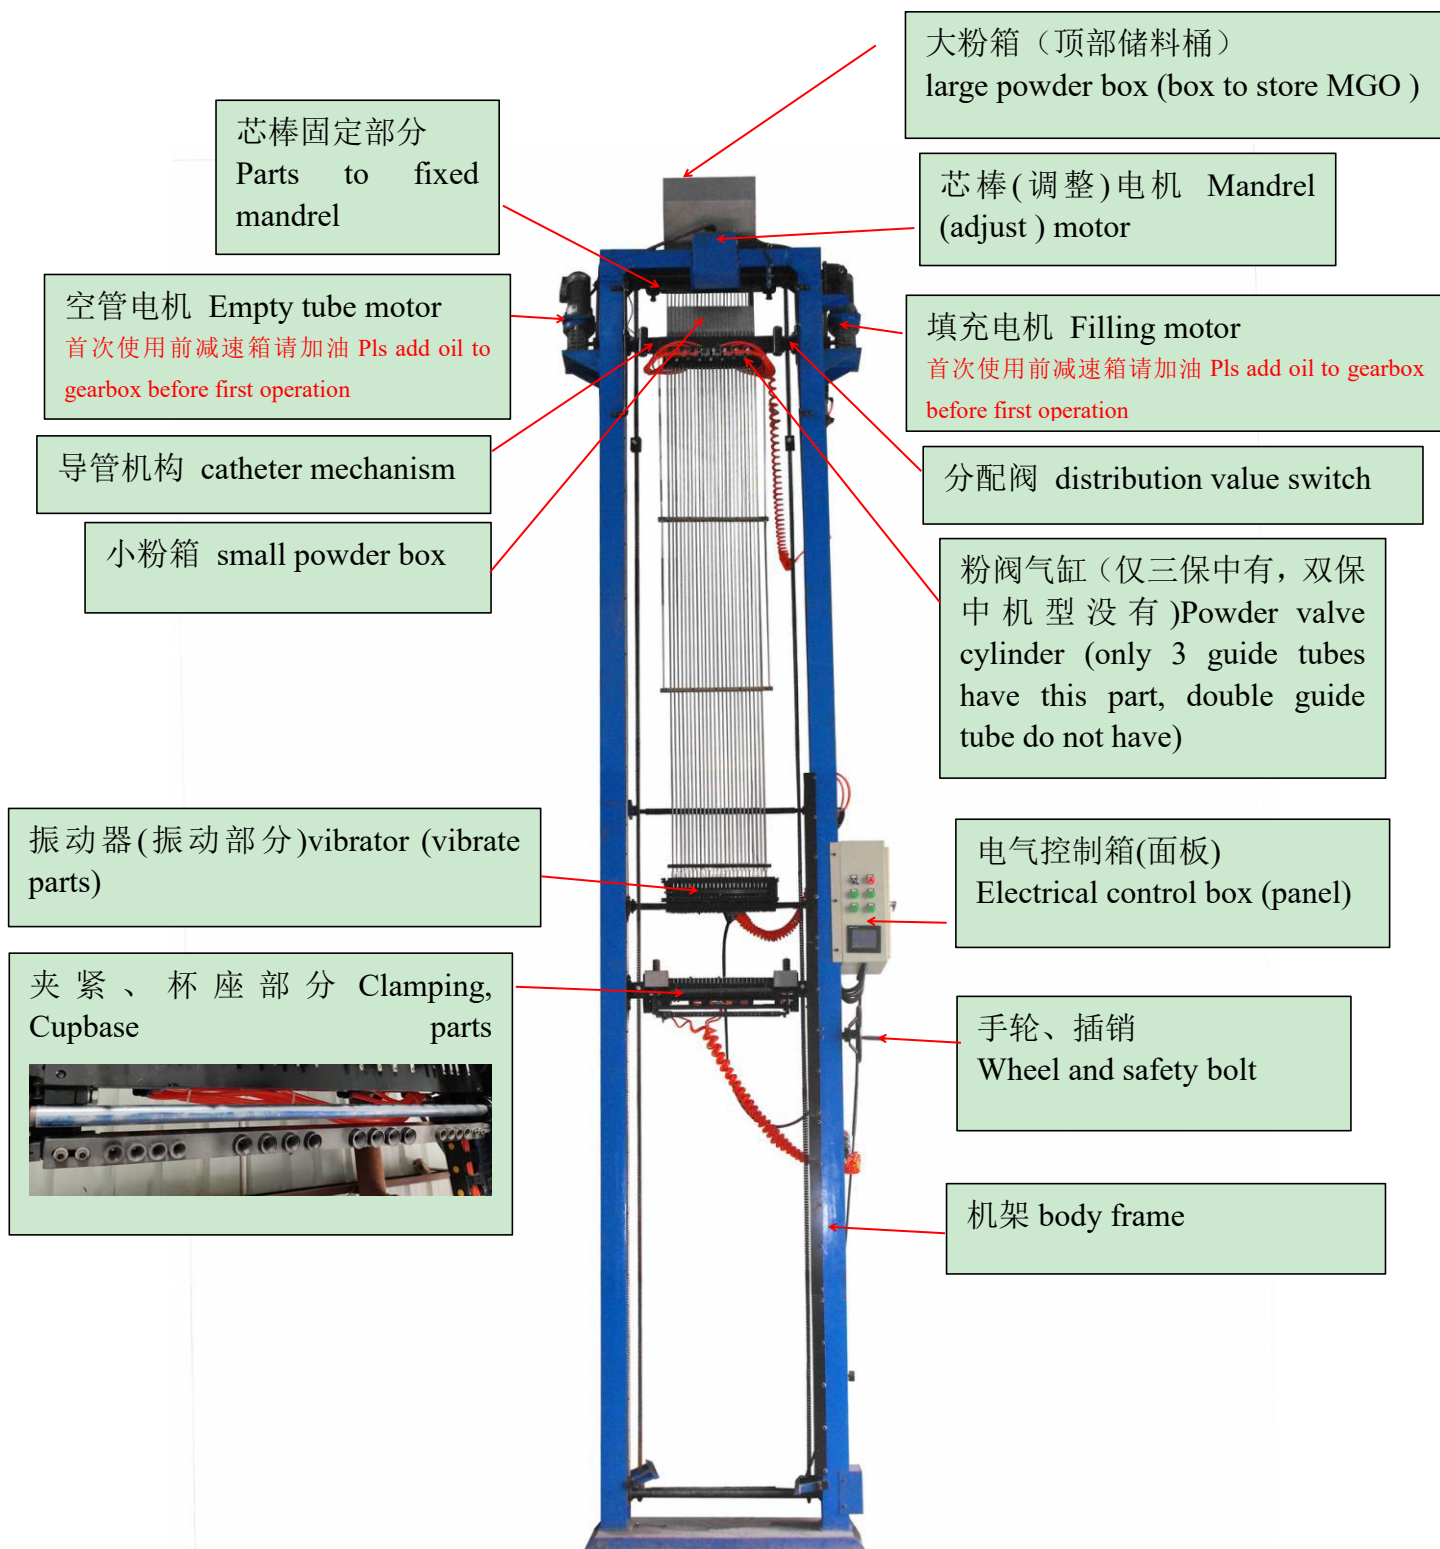 大粉箱（顶部储料桶）
large powder box (box to store MGO )
芯棒固定部分
Parts to fixed
mandrel
芯棒(调整)电机 Mandrel
(adjust ) motor
空管电机 Empty tube motor
首次使用前减速箱请加油 Pls add oil to
gearbox before first operation
填充电机 Filling motor
首次使用前减速箱请加油 Pls add oil to gearbox
before first operation
导管机构 catheter mechanism
分配阀 distribution value switch
小粉箱 small powder box
粉阀气缸（仅三保中有，双保
中机型没有)Powder valve
cylinder (only 3 guide tubes
have this part, double guide
tube do not have)
振动器(振动部分)vibrator (vibrate
parts)
电气控制箱(面板)
Electrical control box (panel)
夹紧、杯座部分 Clamping,
Cupbase parts
手轮、插销
Wheel and safety bolt
机架 body frame